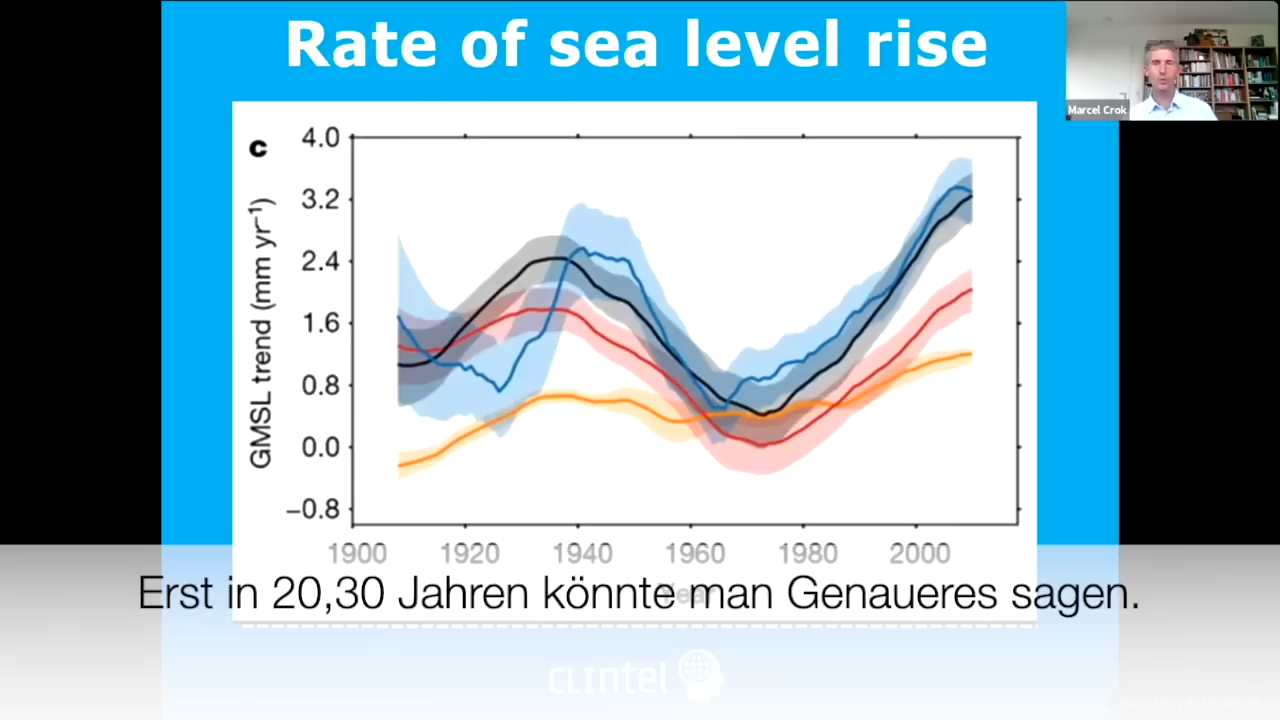 Rate of sea level rise
Marcel Crok
c
GMSL trend (mm yr⁻¹)
4.0
3.2
2.4
1.6
0.8
0.0
−0.8
1900 1920 1940 1960 1980 2000
Year
Erst in 20,30 Jahren könnte man Genaueres sagen.
CLINTEL